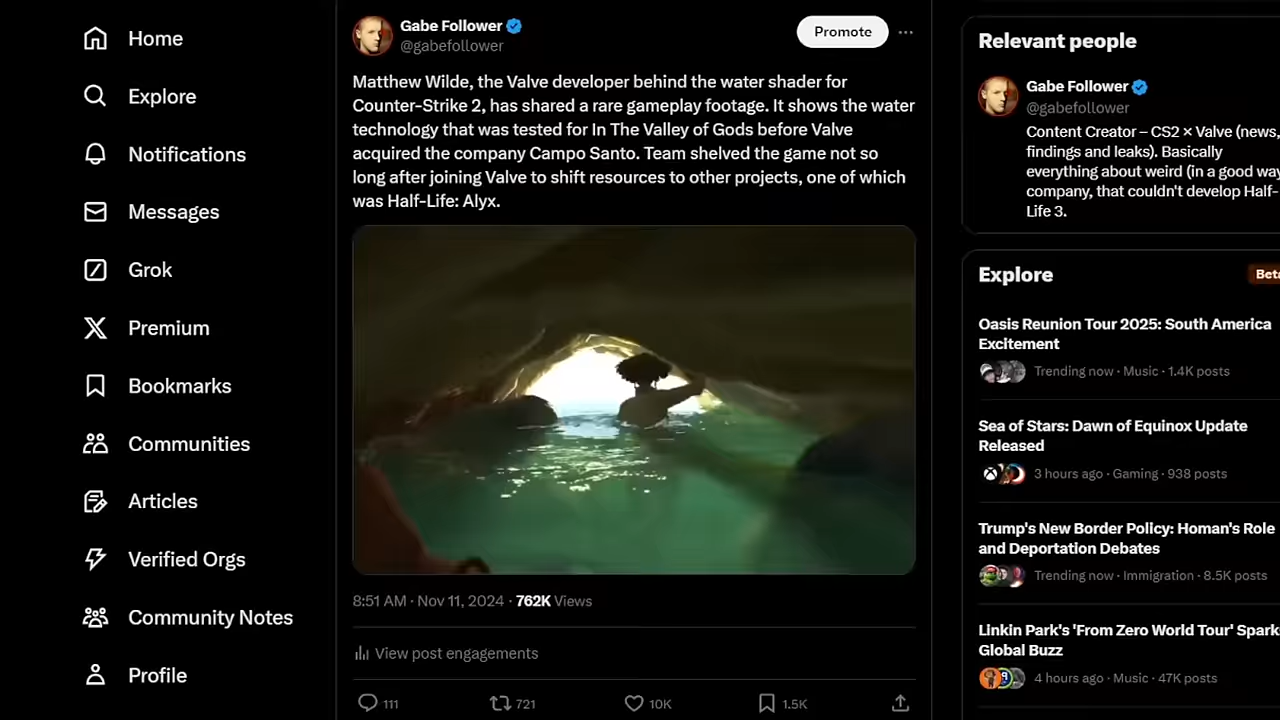 Home
Explore
Notifications
Messages
Grok
Premium
Bookmarks
Communities
Articles
Verified Orgs
Community Notes
Profile
Gabe Follower
@gabefollower
Promote
Matthew Wilde, the Valve developer behind the water shader for
Counter-Strike 2, has shared a rare gameplay footage. It shows the water
technology that was tested for In The Valley of Gods before Valve
acquired the company Campo Santo. Team shelved the game not so
long after joining Valve to shift resources to other projects, one of which
was Half-Life: Alyx.
8:51 AM · Nov 11, 2024 · 762K Views
View post engagements
111 721 10K 1.5K
Relevant people
Gabe Follower
@gabefollower
Content Creator – CS2 × Valve (news,
findings and leaks). Basically
everything about weird (in a good way
company, that couldn't develop Half-
Life 3.
Explore
Beta
Oasis Reunion Tour 2025: South America
Excitement
Trending now · Music · 1.4K posts
Sea of Stars: Dawn of Equinox Update
Released
3 hours ago · Gaming · 938 posts
Trump's New Border Policy: Homan's Role
and Deportation Debates
Trending now · Immigration · 8.5K posts
Linkin Park's 'From Zero World Tour' Spark
Global Buzz
4 hours ago · Music · 47K posts